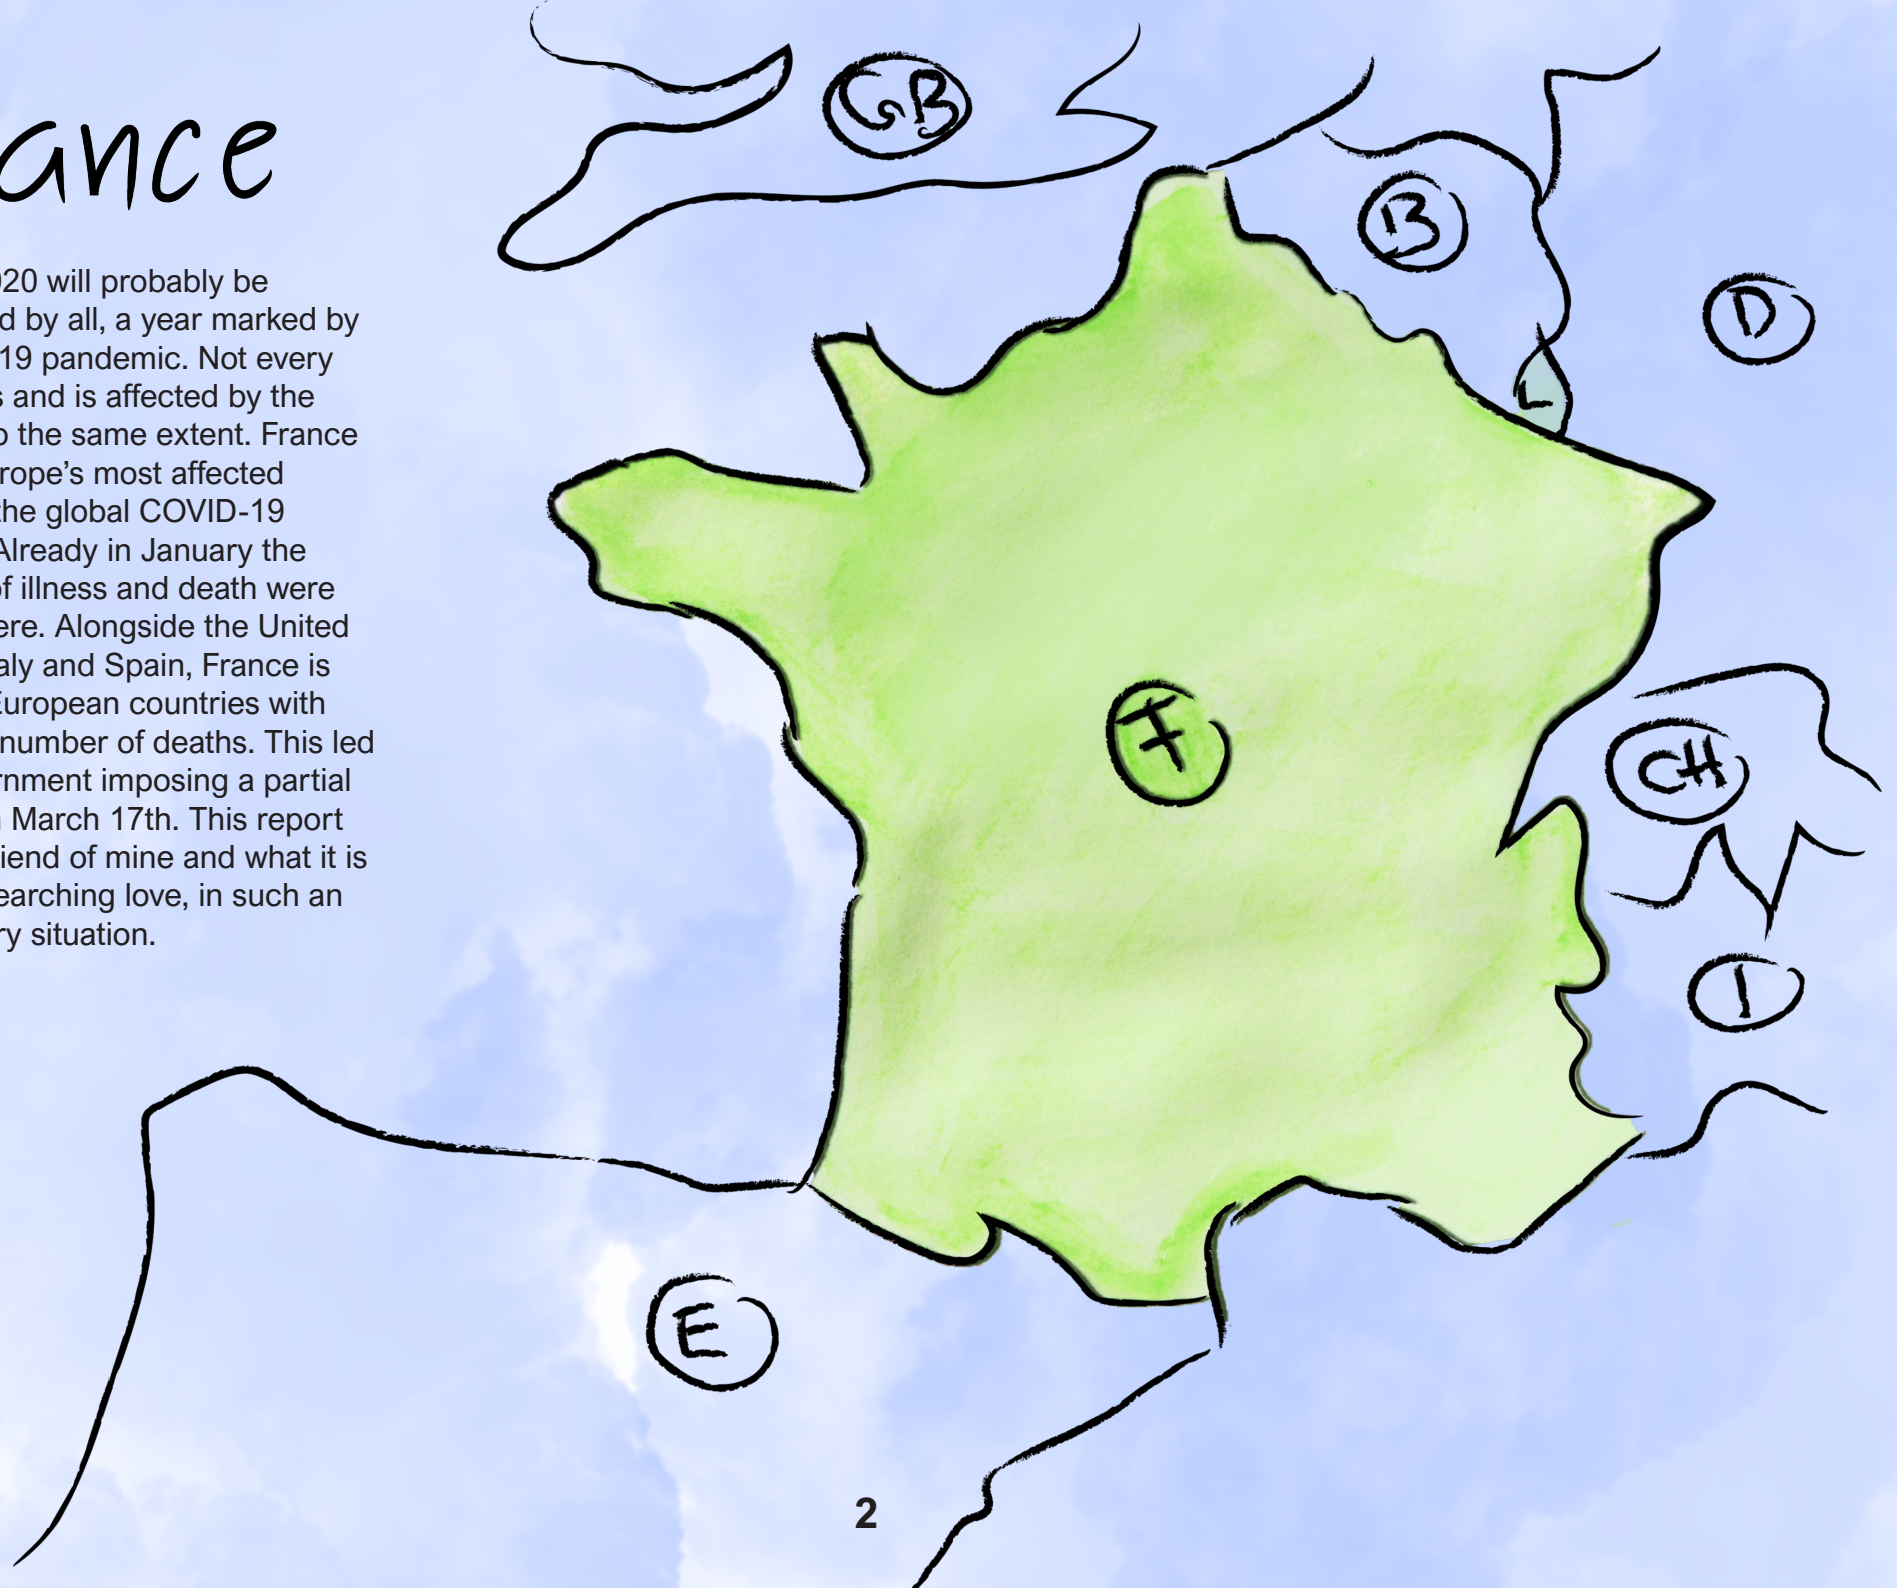 ance
020 will probably be
d by all, a year marked by
19 pandemic. Not every
s and is affected by the
o the same extent. France
urope’s most affected
the global COVID-19
Already in January the
of illness and death were
ere. Alongside the United
taly and Spain, France is
European countries with
number of deaths. This led
rnment imposing a partial
n March 17th. This report
riend of mine and what it is
earching love, in such an
ry situation.
GB
B
D
L
F
CH
I
E
2